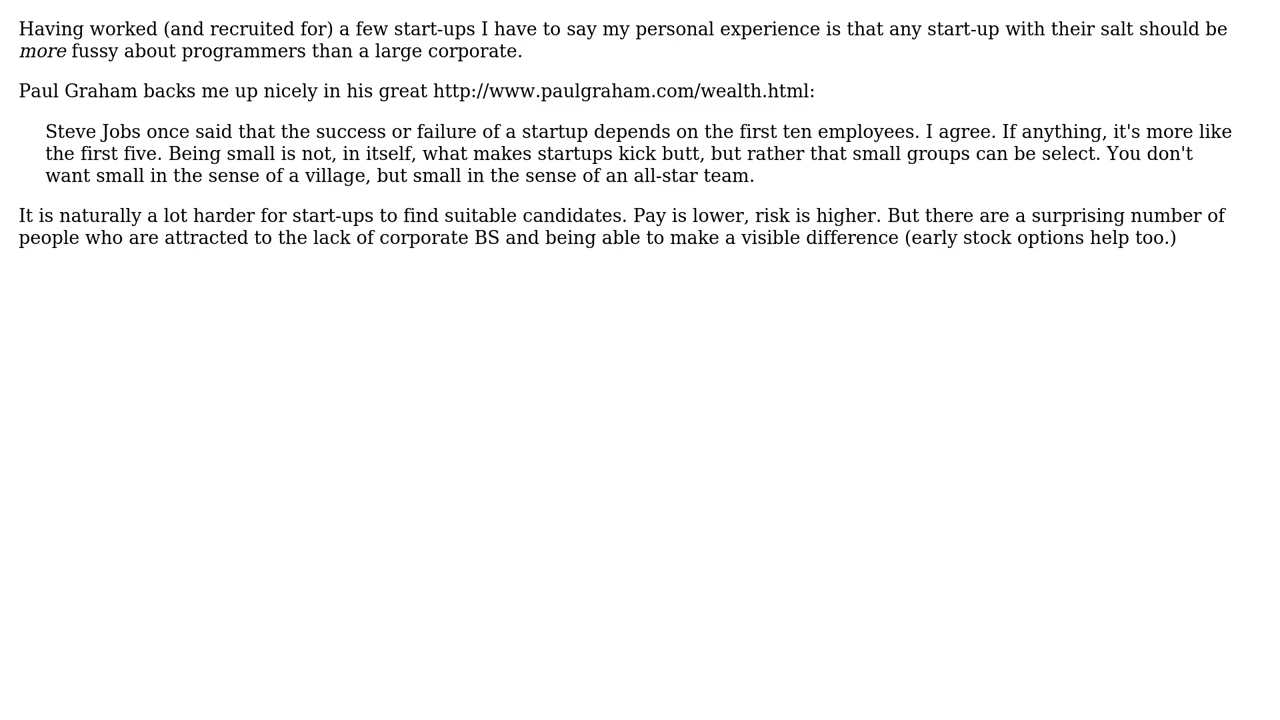 Having worked (and recruited for) a few start-ups I have to say my personal experience is that any start-up with their salt should be
more fussy about programmers than a large corporate.
Paul Graham backs me up nicely in his great http://www.paulgraham.com/wealth.html:
Steve Jobs once said that the success or failure of a startup depends on the first ten employees. I agree. If anything, it's more like
the first five. Being small is not, in itself, what makes startups kick butt, but rather that small groups can be select. You don't
want small in the sense of a village, but small in the sense of an all-star team.
It is naturally a lot harder for start-ups to find suitable candidates. Pay is lower, risk is higher. But there are a surprising number of
people who are attracted to the lack of corporate BS and being able to make a visible difference (early stock options help too.)